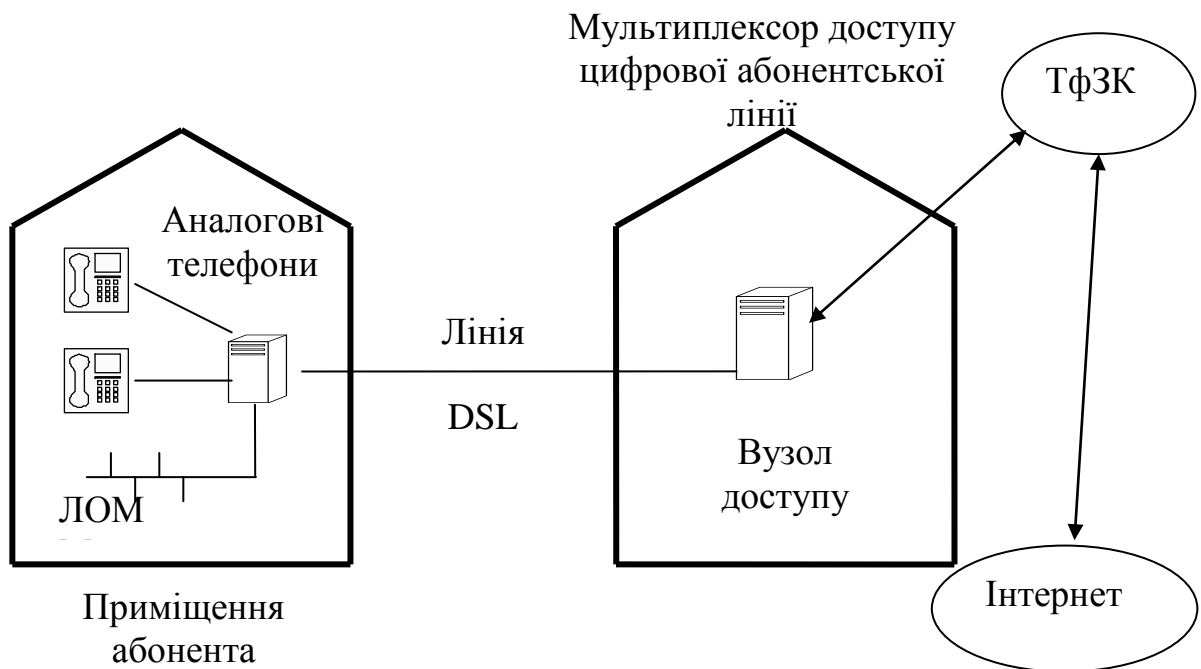 Мультиплексор доступу
цифрової абонентської
лінії
ТфЗК
Аналогові
телефони
Лінія
DSL
Вузол
доступу
ЛОМ
Приміщення
абонента
Інтернет